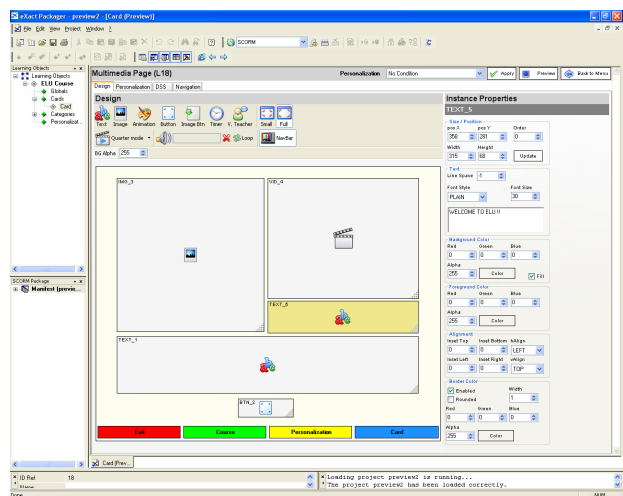 eXact Packager - preview2 - [Card (Preview)]
File Edit View Project Window ?
SCORM
Learning Objects
Learning Objects
ELU Course
Globals
Cards
Card
Categories
Personalizat...
SCORM Package
Manifest (previe...
Multimedia Page (L18)
Personalization No Condition
Apply Preview Back to Menu
Design Personalization DSS Navigation
Design
Text Image Animation Button Image Btn Timer V. Teacher Small Full
Quarter mode Loop NavBar
BG Alpha 255
IMG_3
VID_4
TEXT_5
TEXT_1
BTN_2
Exit Course Personalization Card
Instance Properties
TEXT_5
Size / Position
pos X pos Y Order
358 281 0
Width Height
315 68 Update
Text
Line Space -1
Font Style Font Size
PLAIN 30
WELCOME TO ELU !!
Background Color
Red Green Blue
0 0 0
Alpha
255 Color Fill
Foreground Color
Red Green Blue
0 0 0
Alpha
255 Color
Alignment
Inset Top Inset Bottom hAlign
0 0 LEFT
Inset Left Inset Right vAlign
0 0 TOP
Border Color
Enabled Width
Rounded 1
Red Green Blue
0 0 0
Alpha
255 Color
Card (Prev...
ID Ref 18
Name
Loading project preview2 is running...
The project preview2 has been loaded correctly.
Done
NUM